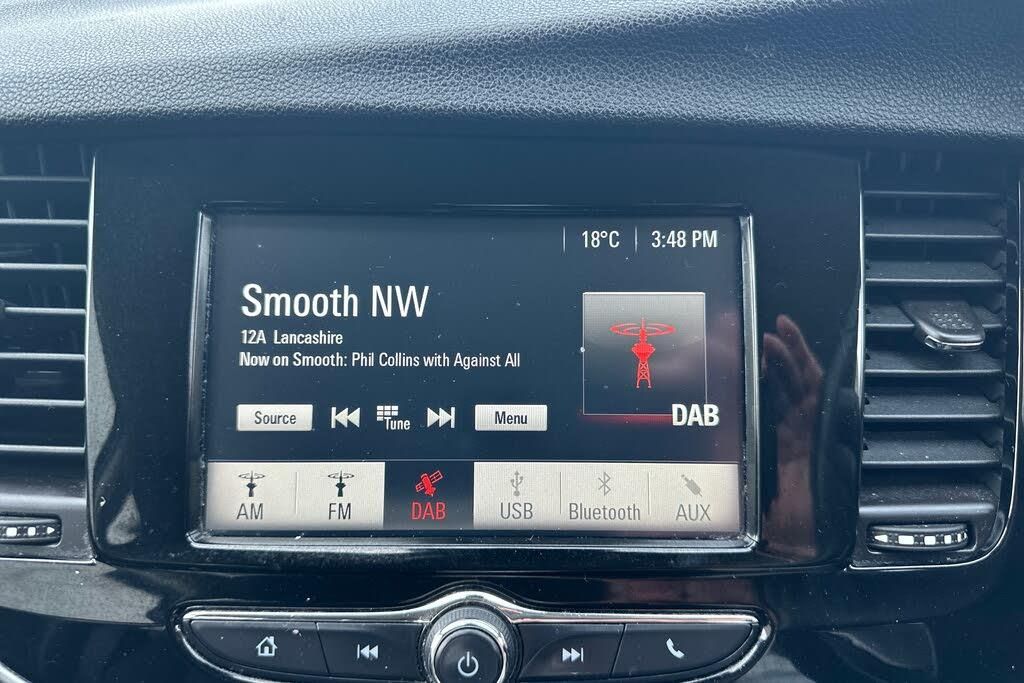 18°C 3:48 PM
Smooth NW
12A Lancashire
Now on Smooth: Phil Collins with Against All
Source Tune Menu
DAB
AM FM DAB USB Bluetooth AUX